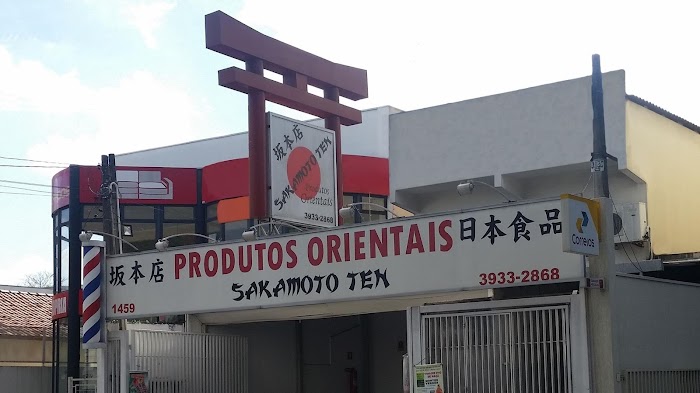 坂本店
SAKAMOTO TEN
Produtos
Orientais
3933-2868
坂本店 PRODUTOS ORIENTAIS 日本食品
SAKAMOTO TEN
1459
3933-2868
Correios